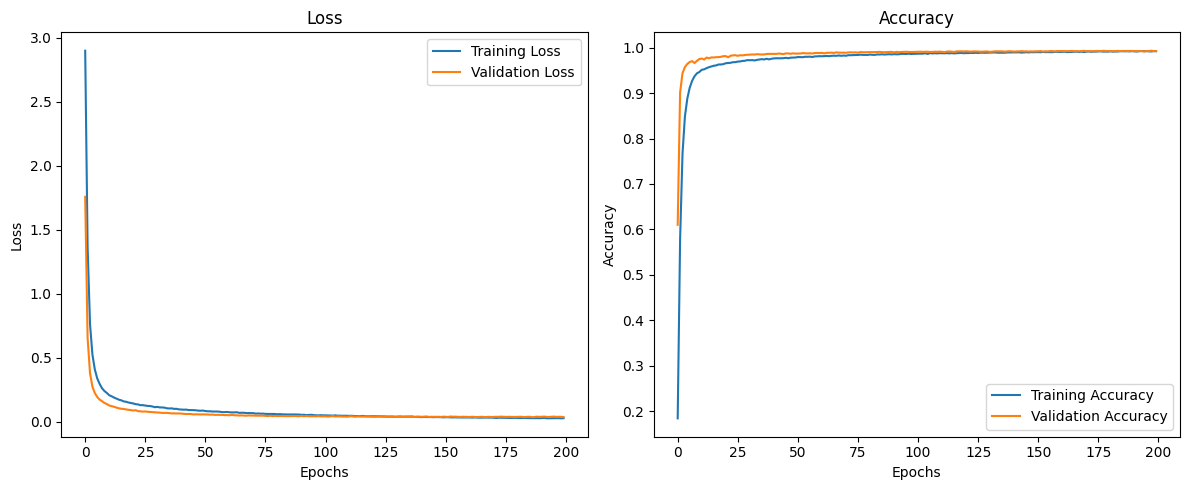 Loss
Training Loss
Validation Loss
3.0
2.5
2.0
1.5
1.0
0.5
0.0
Loss
0 25 50 75 100 125 150 175 200
Epochs
Accuracy
1.0
0.9
0.8
0.7
0.6
0.5
0.4
0.3
0.2
Accuracy
Training Accuracy
Validation Accuracy
0 25 50 75 100 125 150 175 200
Epochs